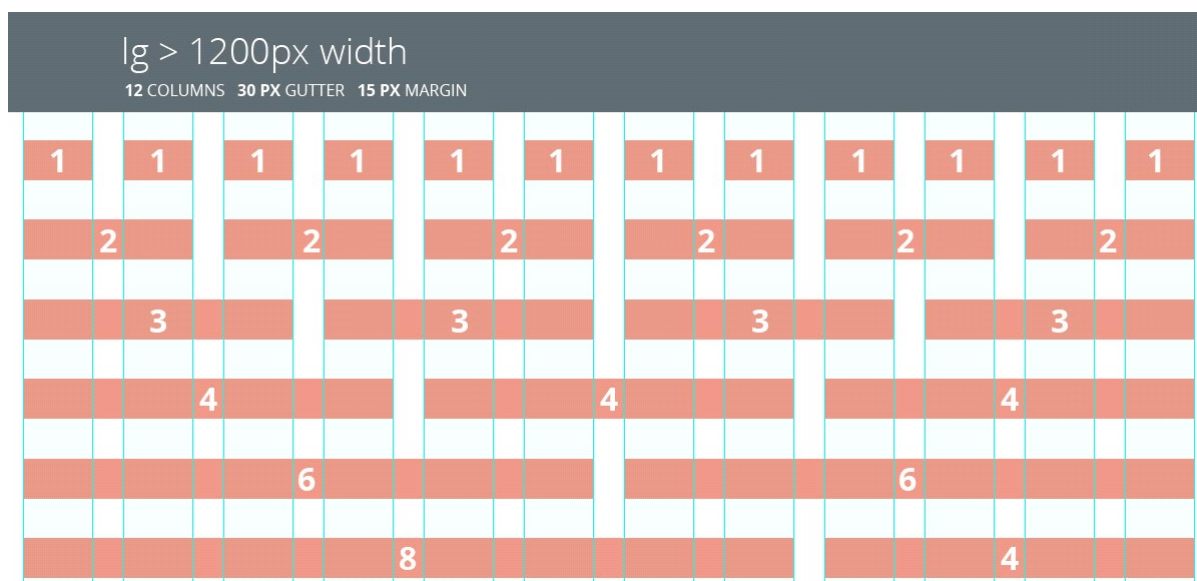 lg > 1200px width
12 COLUMNS 30 PX GUTTER 15 PX MARGIN
1 1 1 1 1 1 1 1 1 1 1 1
2 2 2 2 2 2
3 3 3 3
4 4 4
6 6
8 4